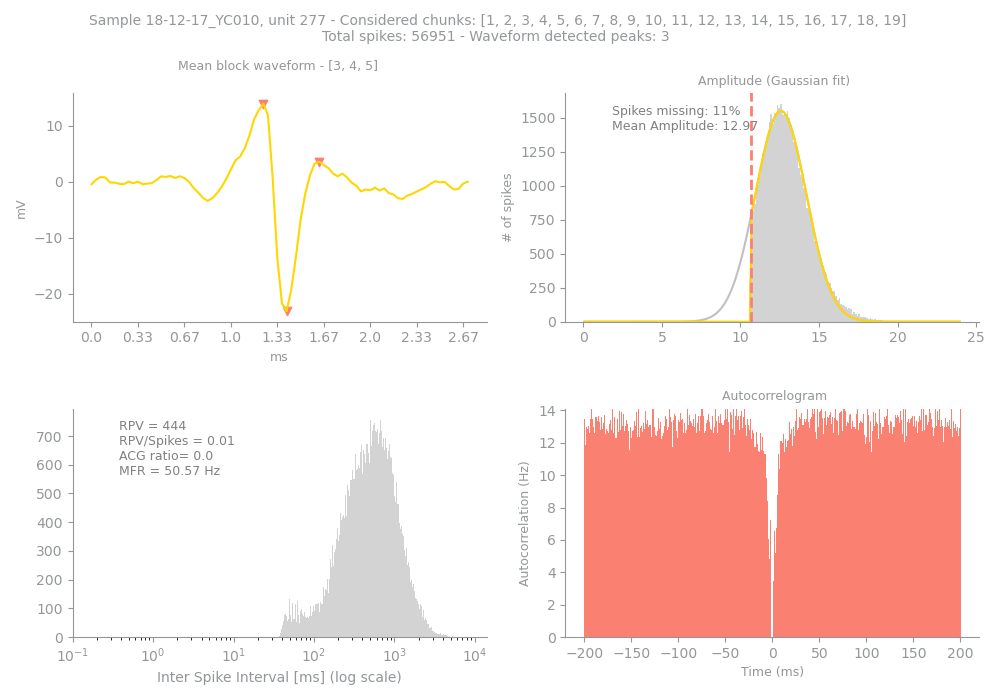 Sample 18-12-17_YC010, unit 277 - Considered chunks: [1, 2, 3, 4, 5, 6, 7, 8, 9, 10, 11, 12, 13, 14, 15, 16, 17, 18, 19]
Total spikes: 56951 - Waveform detected peaks: 3
Mean block waveform - [3, 4, 5]
10
0
−10
−20
mV
0.0 0.33 0.67 1.0 1.33 1.67 2.0 2.33 2.67
ms
Amplitude (Gaussian fit)
Spikes missing: 11%
Mean Amplitude: 12.97
1500
1250
1000
750
500
250
0
# of spikes
0 5 10 15 20 25
RPV = 444
RPV/Spikes = 0.01
ACG ratio= 0.0
MFR = 50.57 Hz
700
600
500
400
300
200
100
0
10⁻¹ 10⁰ 10¹ 10² 10³ 10⁴
Inter Spike Interval [ms] (log scale)
Autocorrelogram
14
12
10
8
6
4
2
0
Autocorrelation (Hz)
−200 −150 −100 −50 0 50 100 150 200
Time (ms)